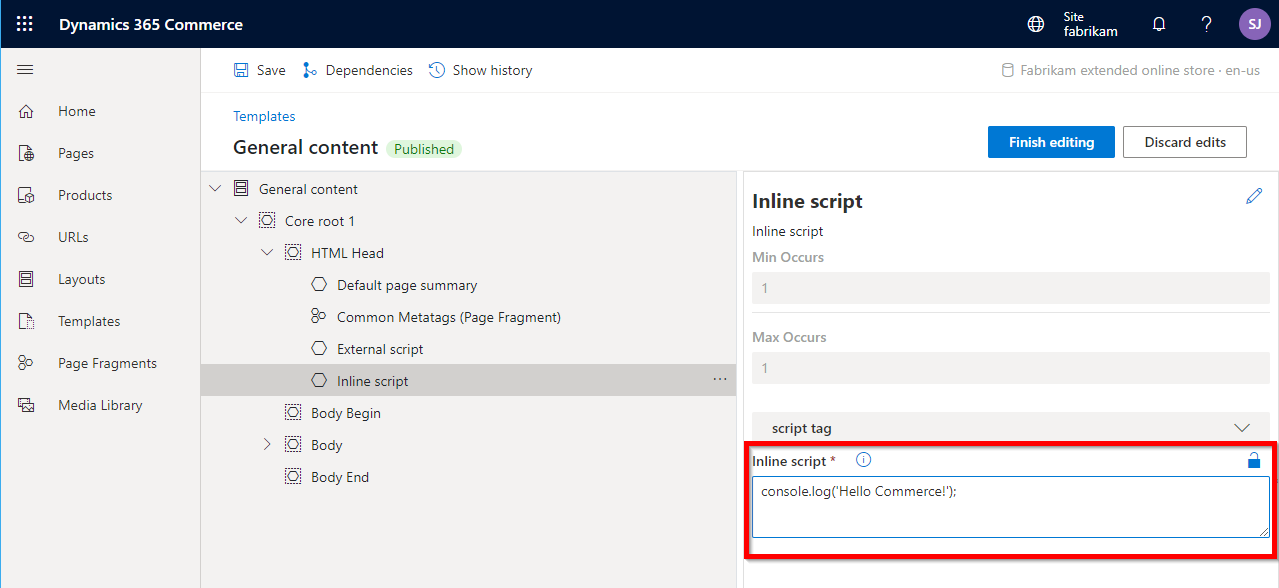 Dynamics 365 Commerce
Site
fabrikam
?
SJ
Save
Dependencies
Show history
Fabrikam extended online store · en-us
Home
Pages
Products
URLs
Layouts
Templates
Page Fragments
Media Library
Templates
General content
Published
Finish editing
Discard edits
General content
Core root 1
HTML Head
Default page summary
Common Metatags (Page Fragment)
External script
Inline script
...
Body Begin
Body
Body End
Inline script
Inline script
Min Occurs
1
Max Occurs
1
script tag
Inline script *
console.log('Hello Commerce!');